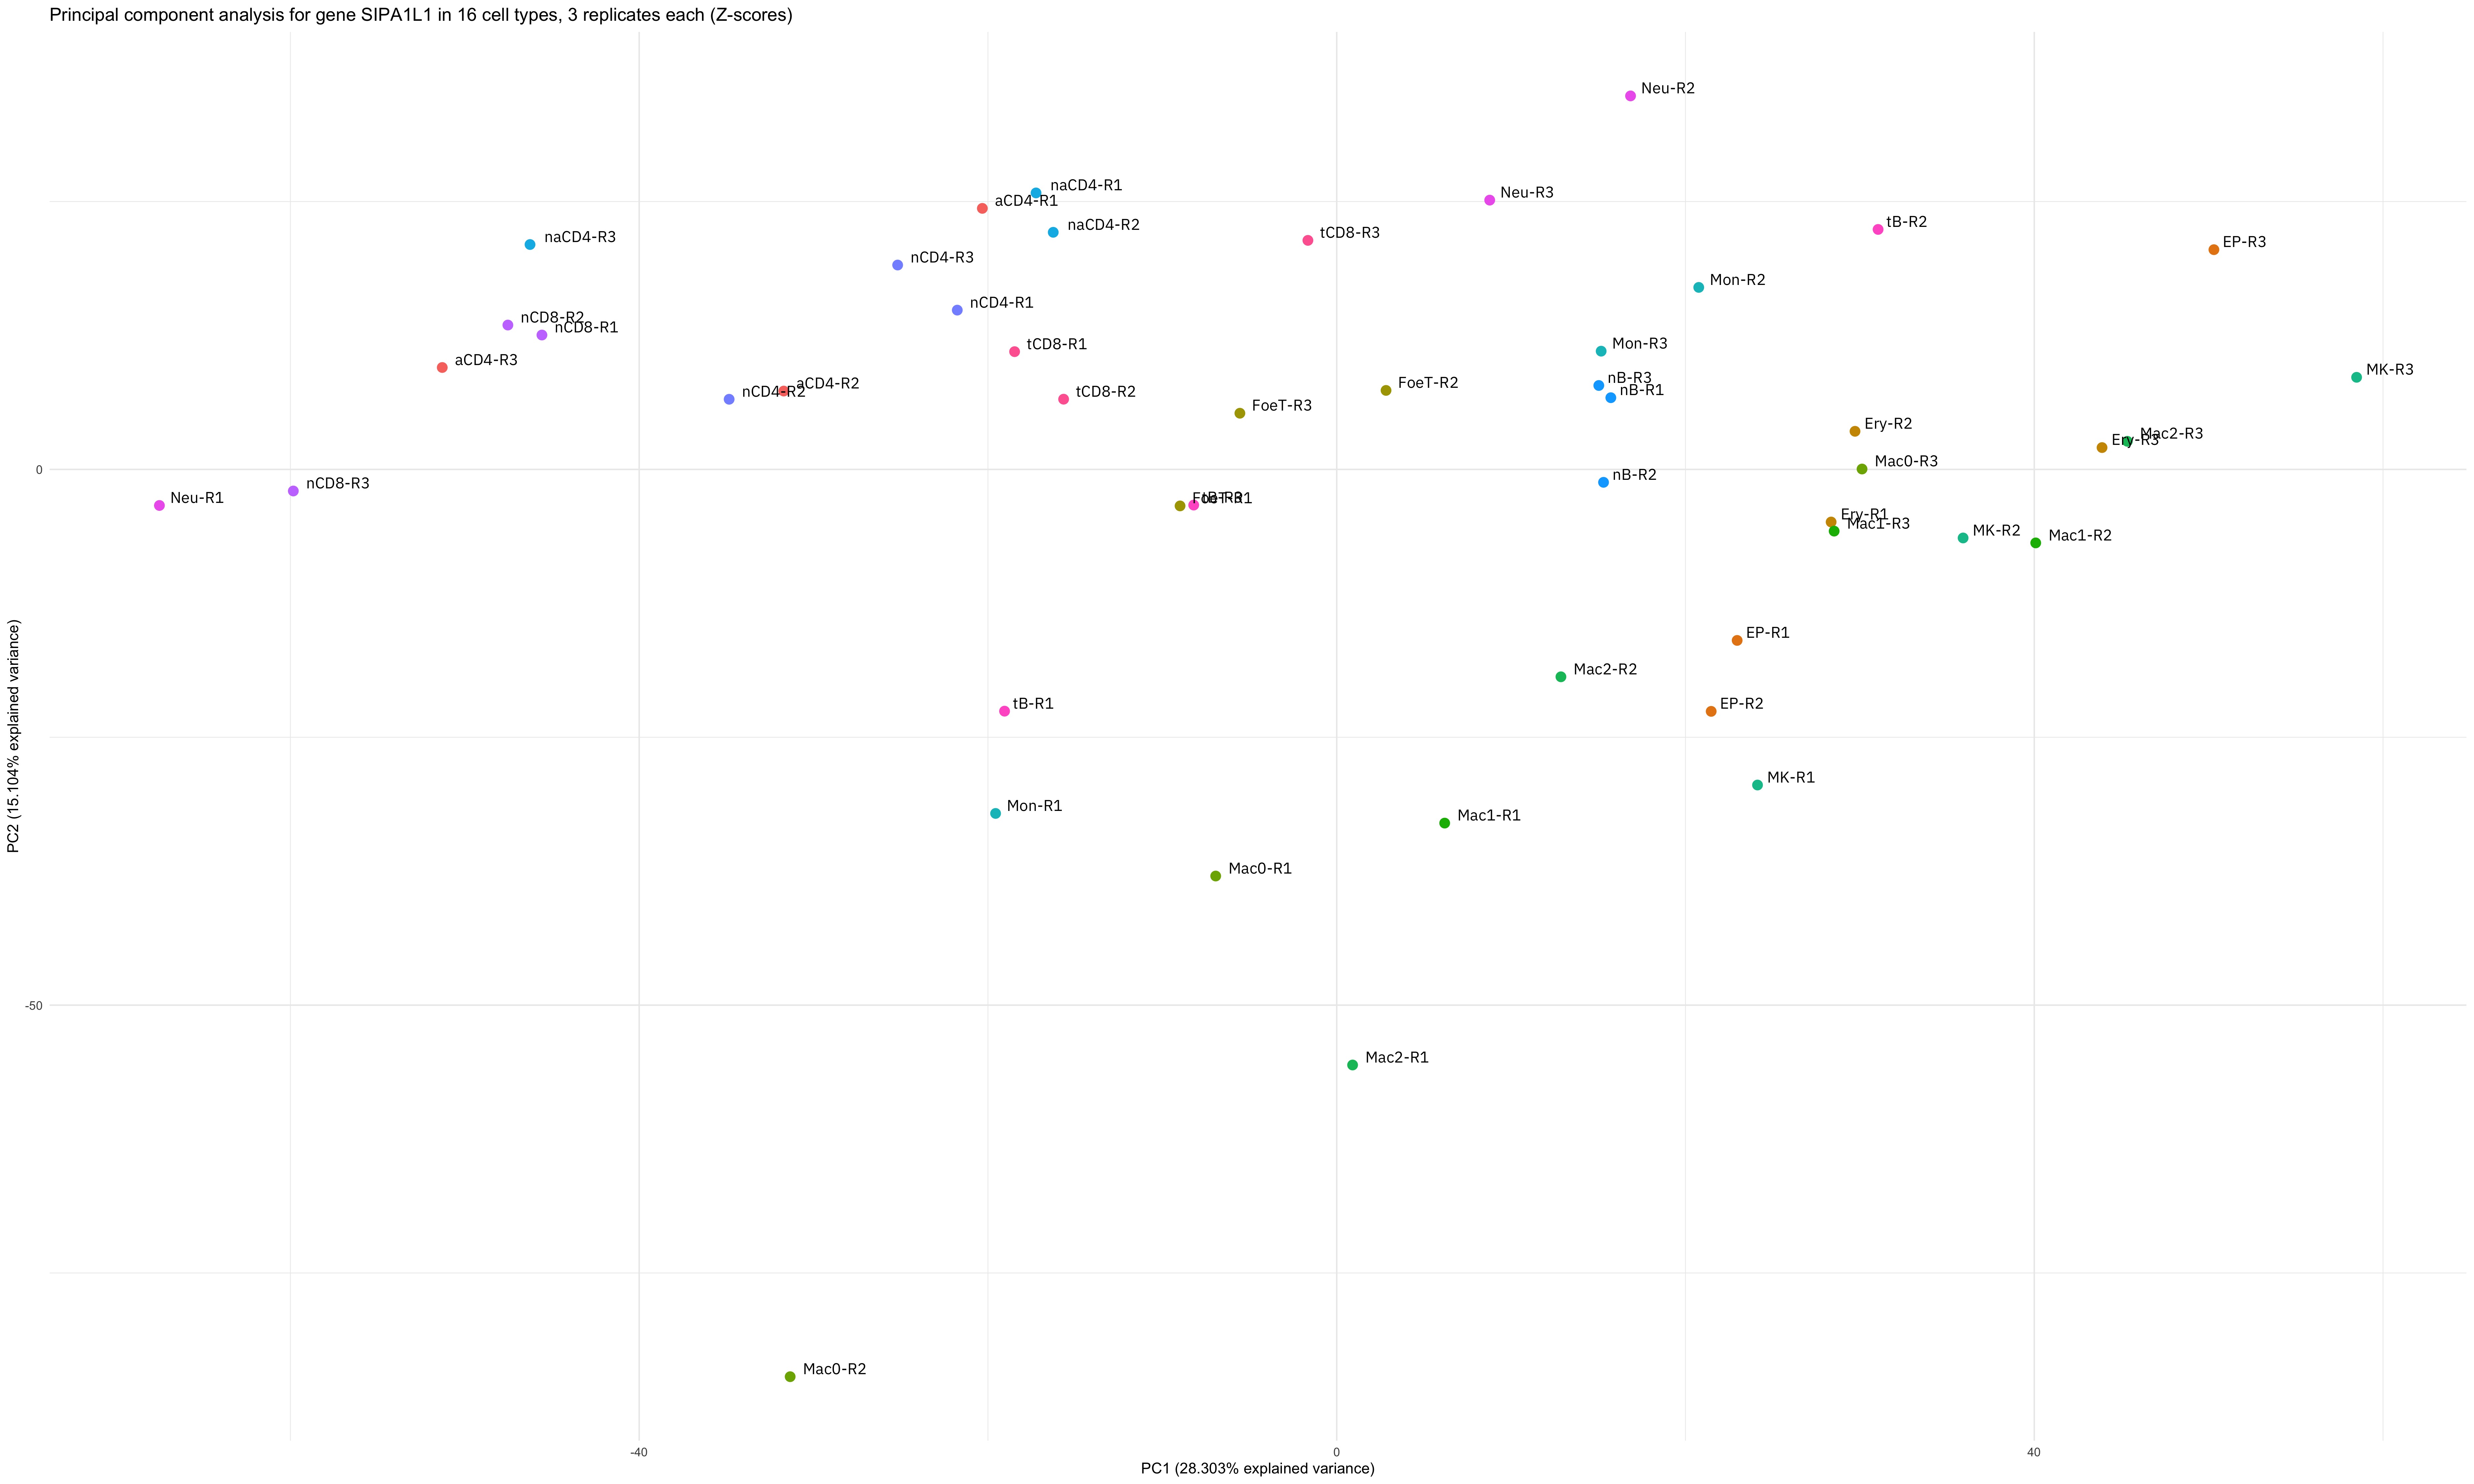 Principal component analysis for gene SIPA1L1 in 16 cell types, 3 replicates each (Z-scores)
Neu-R2
naCD4-R1
aCD4-R1
Neu-R3
tB-R2
naCD4-R2
tCD8-R3
naCD4-R3
EP-R3
nCD4-R3
Mon-R2
nCD4-R1
nCD8-R2
nCD8-R1
tCD8-R1
Mon-R3
aCD4-R3
MK-R3
nB-R3
aCD4-R2
FoeT-R2
nB-R1
nCD4-R2
tCD8-R2
FoeT-R3
Ery-R2
Mac2-R3
Ery-R3
Mac0-R3
0
nB-R2
nCD8-R3
Neu-R1
FoeT-R1
tB-R3
Ery-R1
Mac1-R3
MK-R2
Mac1-R2
EP-R1
Mac2-R2
tB-R1
EP-R2
MK-R1
Mon-R1
Mac1-R1
Mac0-R1
-50
Mac2-R1
Mac0-R2
PC2 (15.104% explained variance)
-40
0
40
PC1 (28.303% explained variance)